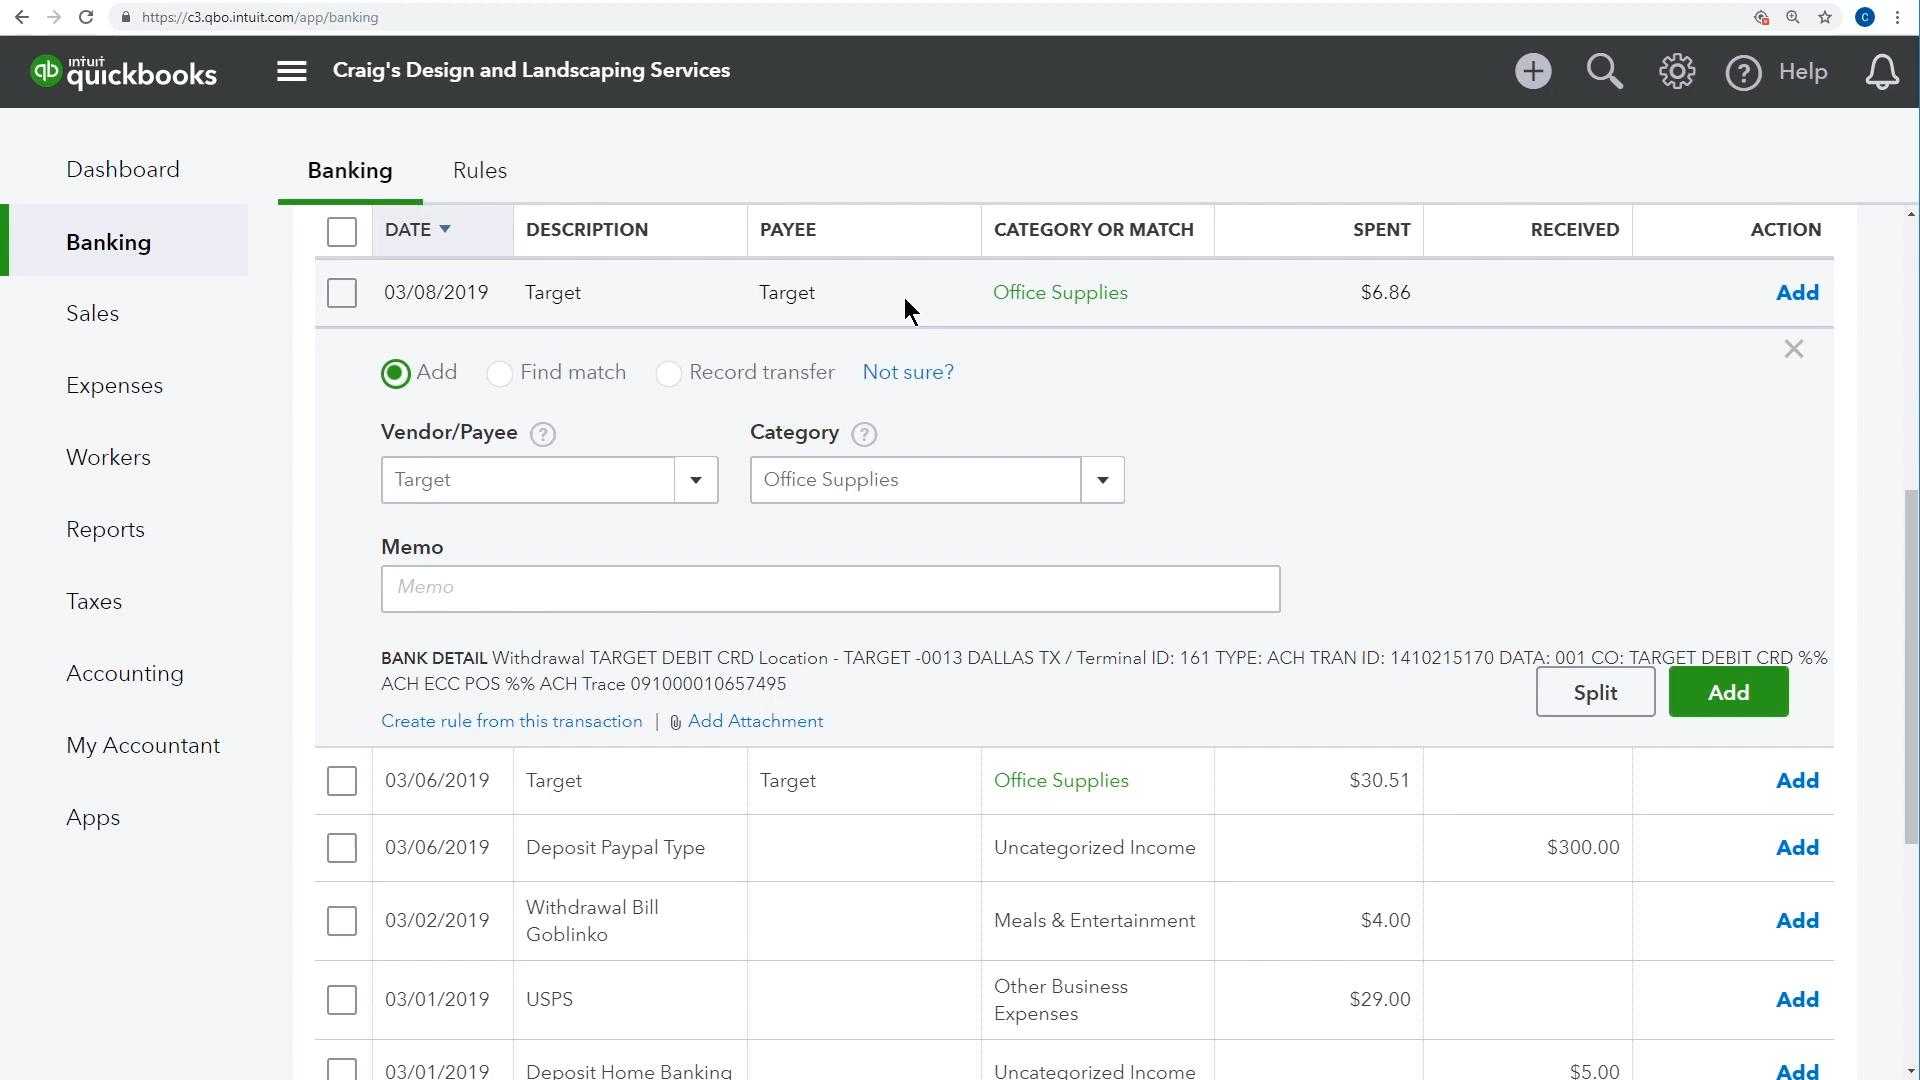 https://c3.qbo.intuit.com/app/banking
C
qb intuit quickbooks
Craig's Design and Landscaping Services
? Help
Dashboard
Banking
Sales
Expenses
Workers
Reports
Taxes
Accounting
My Accountant
Apps
Banking Rules
DATE DESCRIPTION PAYEE CATEGORY OR MATCH SPENT RECEIVED ACTION
03/08/2019 Target Target Office Supplies $6.86 Add
Add Find match Record transfer Not sure?
Vendor/Payee ? Category ?
Target Office Supplies
Memo
Memo
BANK DETAIL Withdrawal TARGET DEBIT CRD Location - TARGET -0013 DALLAS TX / Terminal ID: 161 TYPE: ACH TRAN ID: 1410215170 DATA: 001 CO: TARGET DEBIT CRD %%
ACH ECC POS %% ACH Trace 091000010657495
Split Add
Create rule from this transaction | Add Attachment
03/06/2019 Target Target Office Supplies $30.51 Add
03/06/2019 Deposit Paypal Type Uncategorized Income $300.00 Add
03/02/2019 Withdrawal Bill Goblinko Meals & Entertainment $4.00 Add
03/01/2019 USPS Other Business Expenses $29.00 Add
03/01/2019 Deposit Home Banking Uncategorized Income $5.00 Add